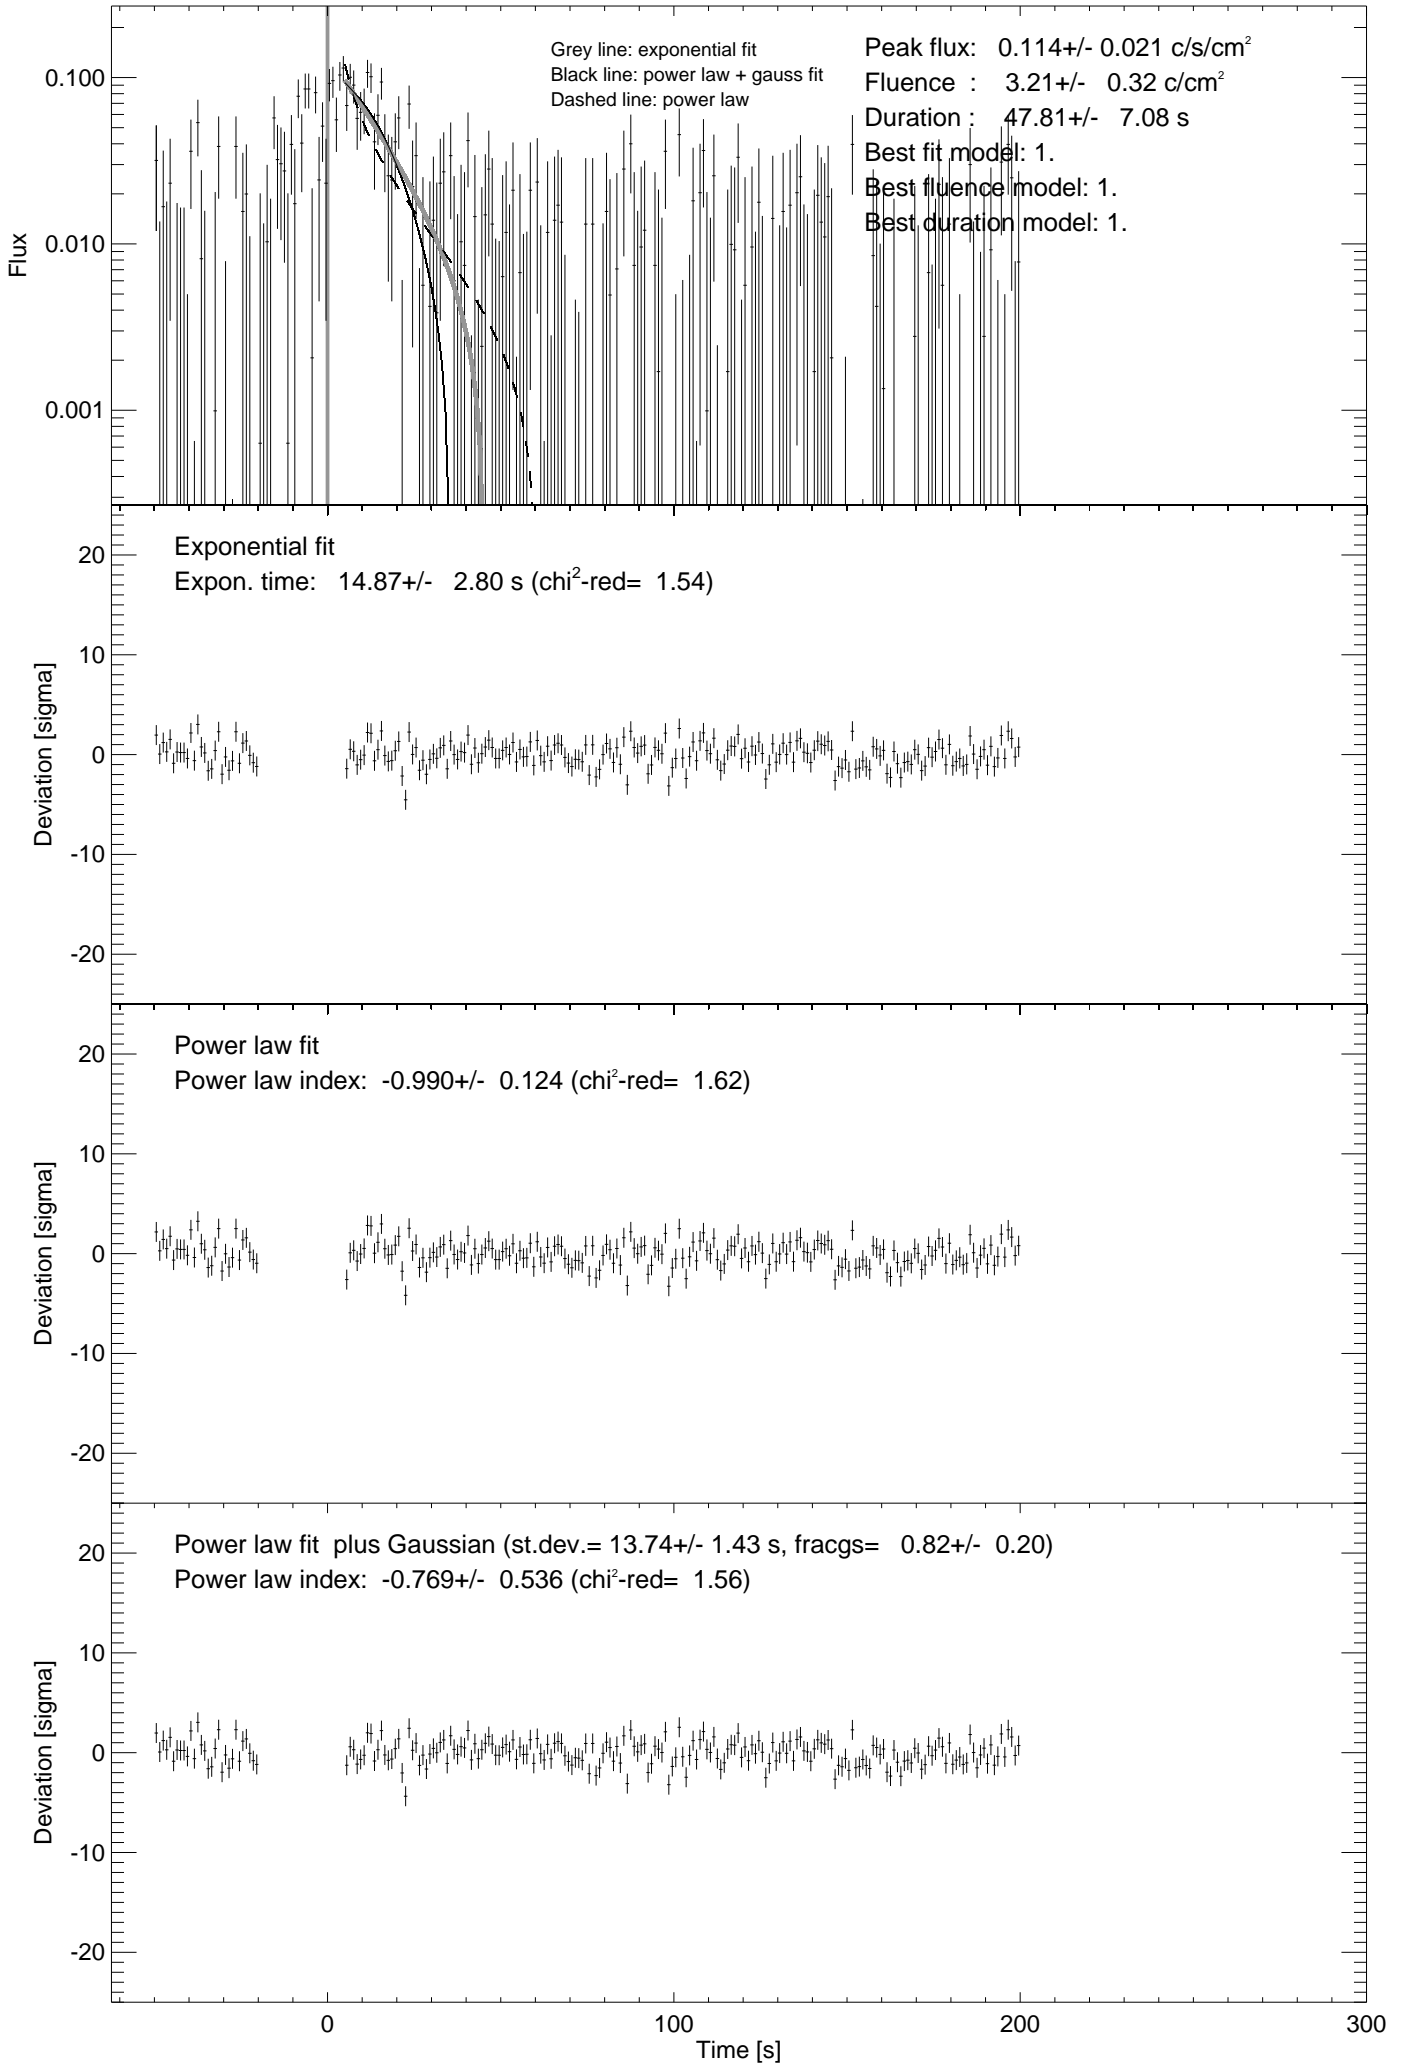 Grey line: exponential fit
Black line: power law + gauss fit
Dashed line: power law
Peak flux: 0.114+/- 0.021 c/s/cm²
Fluence : 3.21+/- 0.32 c/cm²
Duration : 47.81+/- 7.08 s
Best fit model: 1.
Best fluence model: 1.
Best duration model: 1.
0.100
0.010
0.001
Flux
Exponential fit
Expon. time: 14.87+/- 2.80 s (chi²-red= 1.54)
20
10
0
-10
-20
Deviation [sigma]
Power law fit
Power law index: -0.990+/- 0.124 (chi²-red= 1.62)
20
10
0
-10
-20
Deviation [sigma]
Power law fit plus Gaussian (st.dev.= 13.74+/- 1.43 s, fracgs= 0.82+/- 0.20)
Power law index: -0.769+/- 0.536 (chi²-red= 1.56)
20
10
0
-10
-20
Deviation [sigma]
0 100 200 300
Time [s]